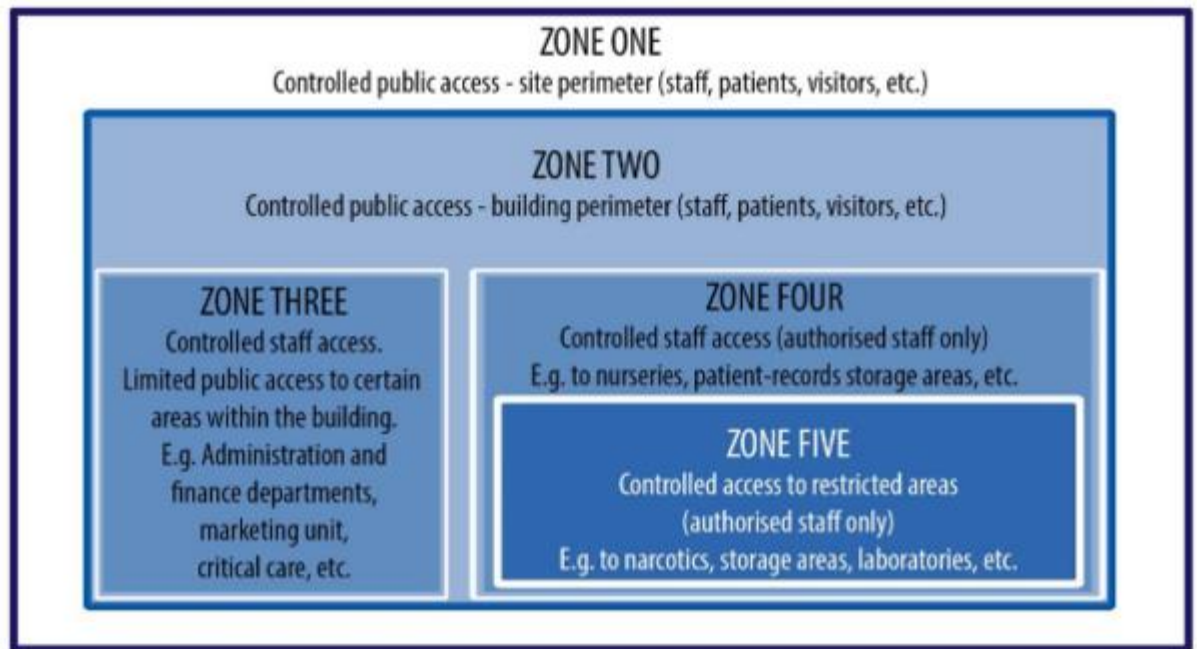 ZONE ONE
Controlled public access - site perimeter (staff, patients, visitors, etc.)
ZONE TWO
Controlled public access - building perimeter (staff, patients, visitors, etc.)
ZONE THREE
Controlled staff access.
Limited public access to certain
areas within the building.
E.g. Administration and
finance departments,
marketing unit,
critical care, etc.
ZONE FOUR
Controlled staff access (authorised staff only)
E.g. to nurseries, patient-records storage areas, etc.
ZONE FIVE
Controlled access to restricted areas
(authorised staff only)
E.g. to narcotics, storage areas, laboratories, etc.